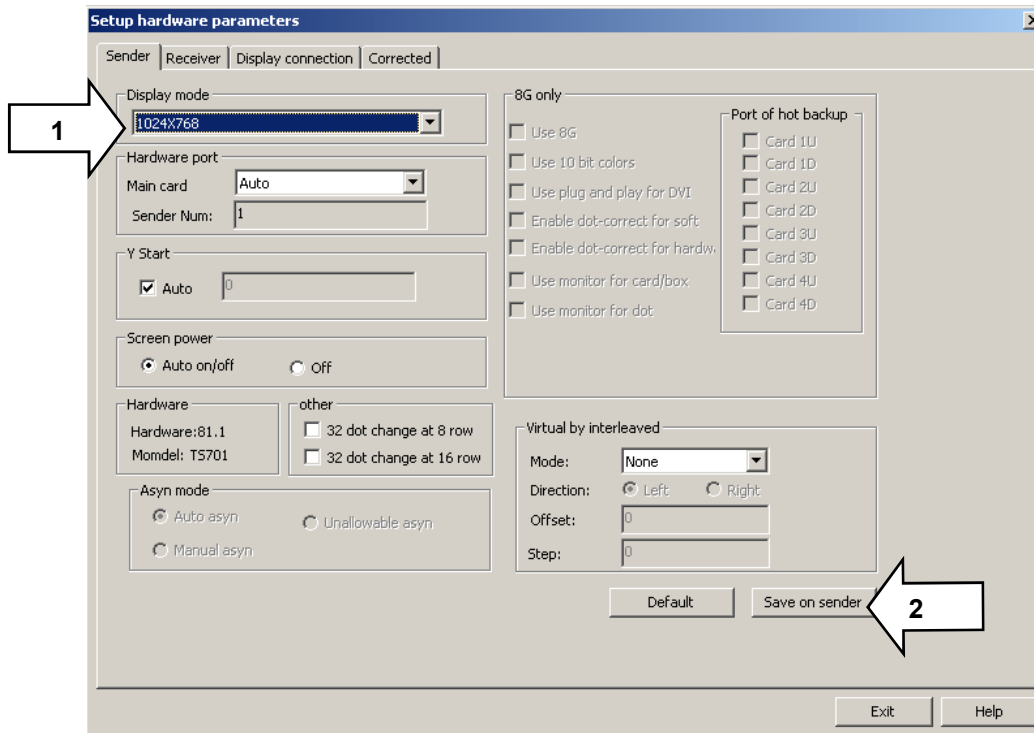 Setup hardware parameters
Sender Receiver Display connection Corrected
Display mode
1
1024X768
Hardware port
Main card Auto
Sender Num: 1
Y Start
Auto 0
Screen power
Auto on/off Off
Hardware
Hardware:81.1
Momdel: TS701
other
32 dot change at 8 row
32 dot change at 16 row
Asyn mode
Auto asyn Unallowable asyn
Manual asyn
8G only
Use 8G
Use 10 bit colors
Use plug and play for DVI
Enable dot-correct for soft
Enable dot-correct for hardw
Use monitor for card/box
Use monitor for dot
Port of hot backup
Card 1U
Card 1D
Card 2U
Card 2D
Card 3U
Card 3D
Card 4U
Card 4D
Virtual by interleaved
Mode: None
Direction: Left Right
Offset: 0
Step: 0
Default Save on sender 2
Exit Help